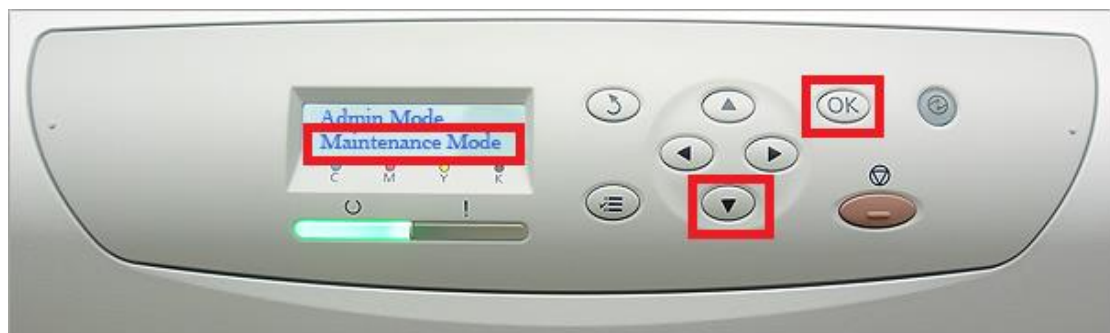 Admin Mode
Maintenance Mode
C M Y K
!
OK